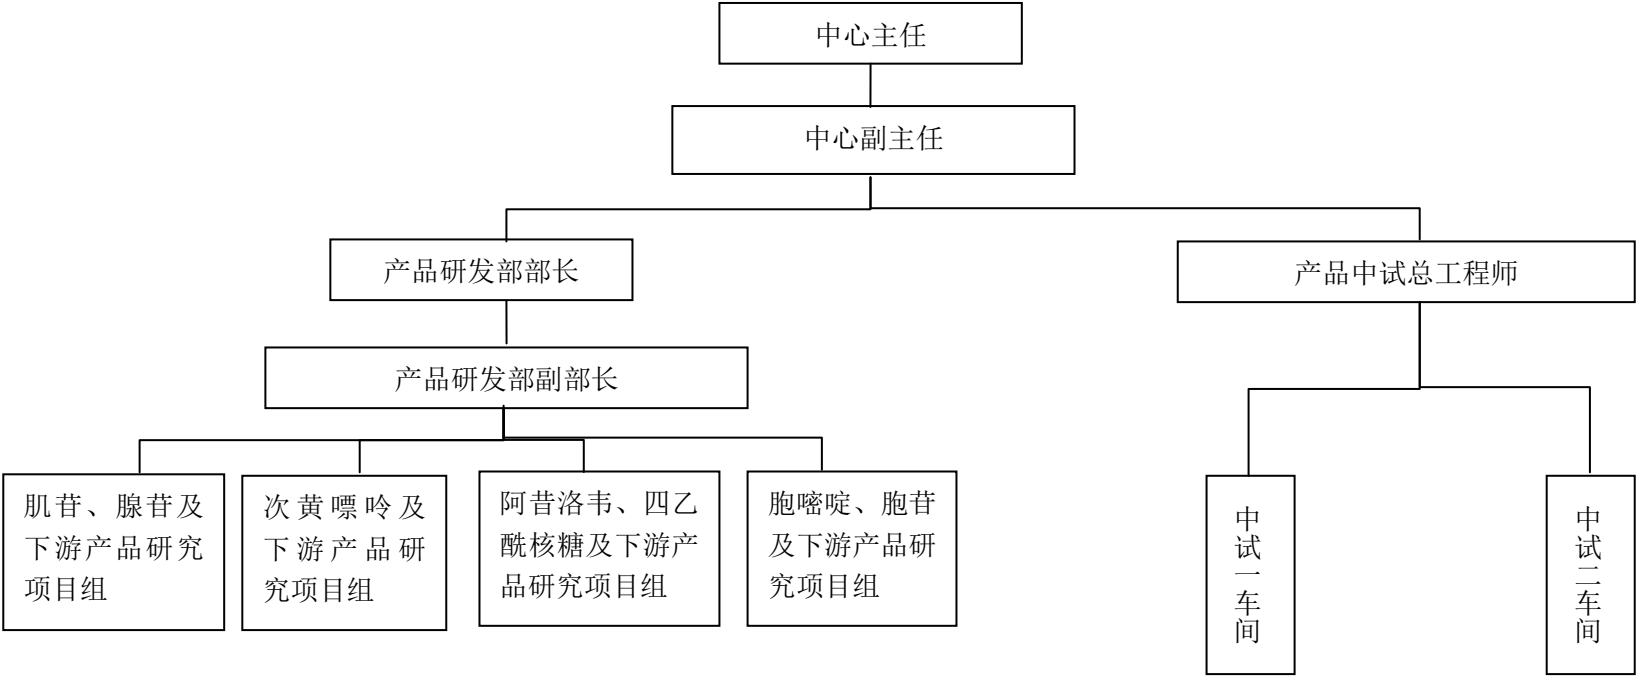 中心主任
中心副主任
产品研发部部长
产品中试总工程师
产品研发部副部长
肌苷、腺苷及
下游产品研究
项目组
次黄嘌呤及
下游产品研
究项目组
阿昔洛韦、四乙
酰核糖及下游产
品研究项目组
胞嘧啶、胞苷
及下游产品研
究项目组
中试一车间
中试二车间